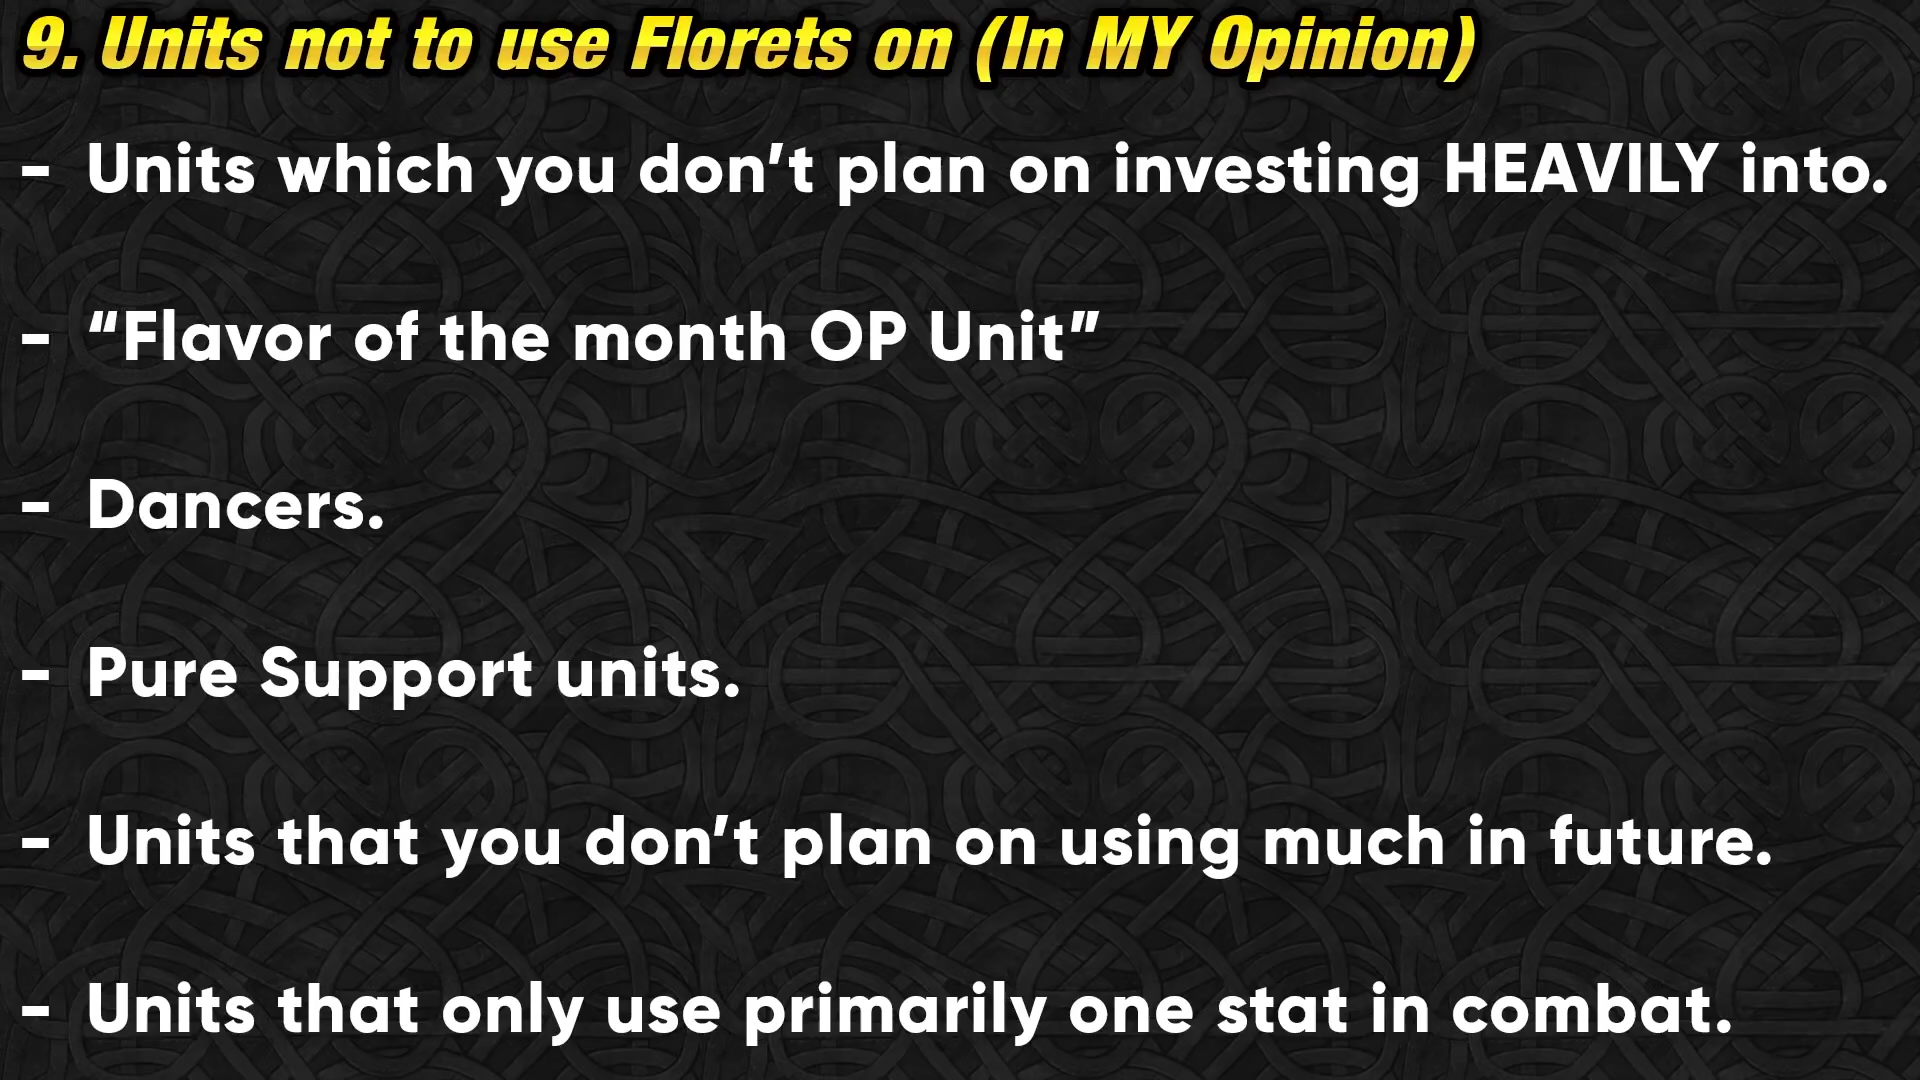 9. Units not to use Florets on (In MY Opinion)
- Units which you don’t plan on investing HEAVILY into.
- “Flavor of the month OP Unit”
- Dancers.
- Pure Support units.
- Units that you don’t plan on using much in future.
- Units that only use primarily one stat in combat.